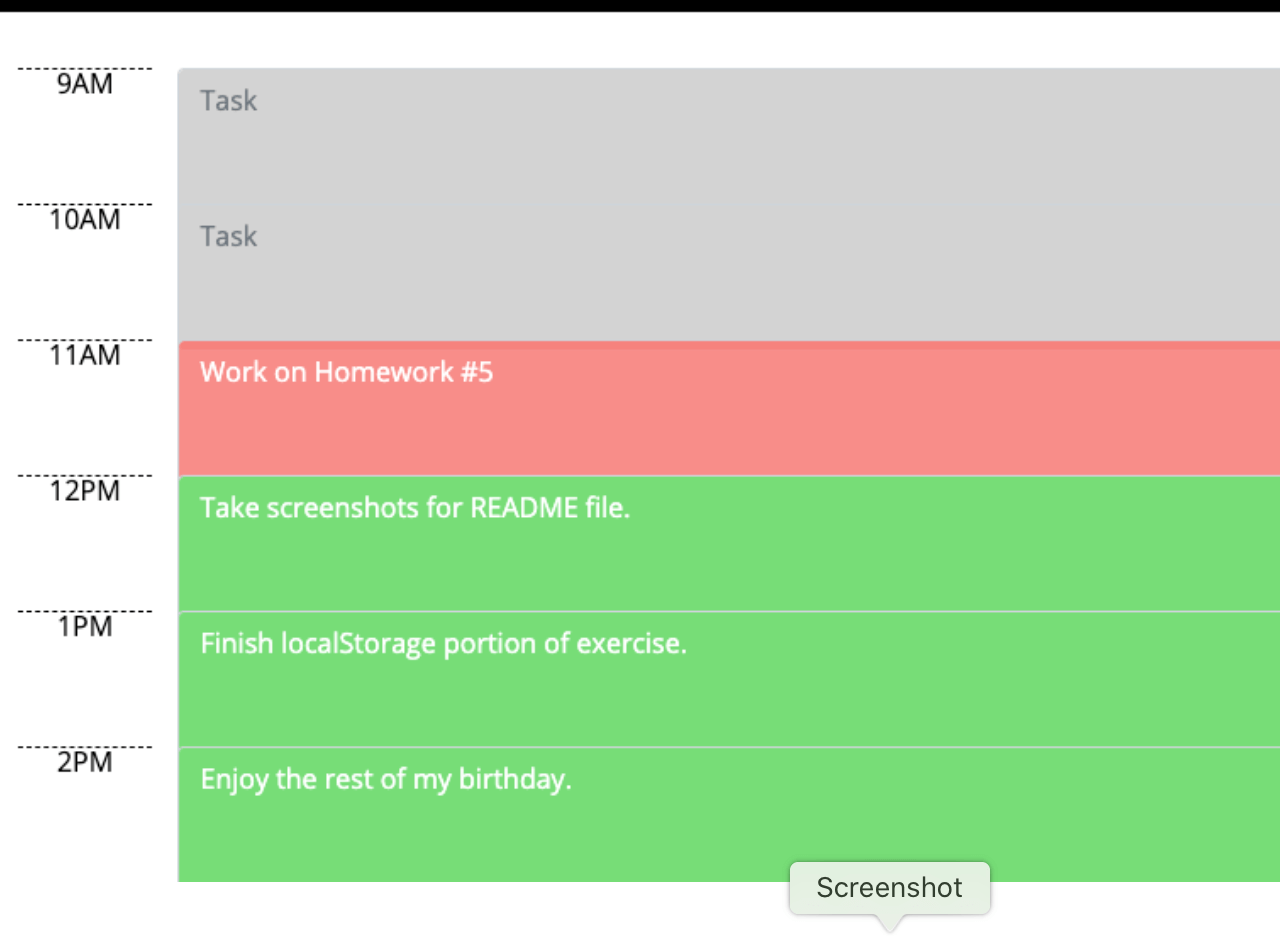 9AM
Task
10AM
Task
11AM
Work on Homework #5
12PM
Take screenshots for README file.
1PM
Finish localStorage portion of exercise.
2PM
Enjoy the rest of my birthday.
Screenshot